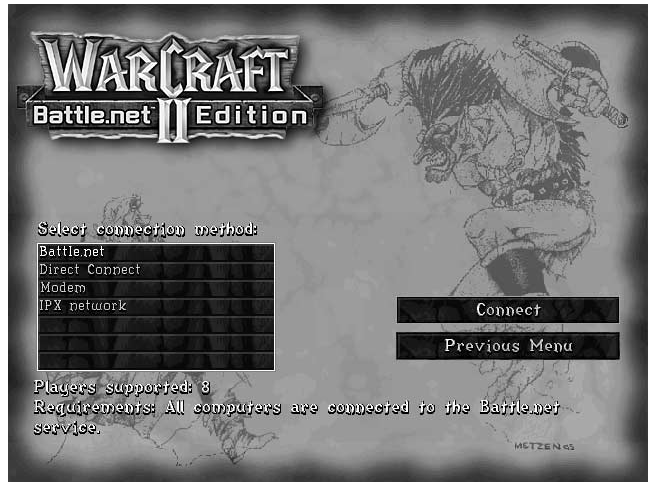 WARCRAFT
Battle.net™ II Edition
Select connection method:
Battle.net
Direct Connect
Modem
IPX network
Connect
Previous Menu
Players supported: 8
Requirements: All computers are connected to the Battle.net
service.
METZEN 95